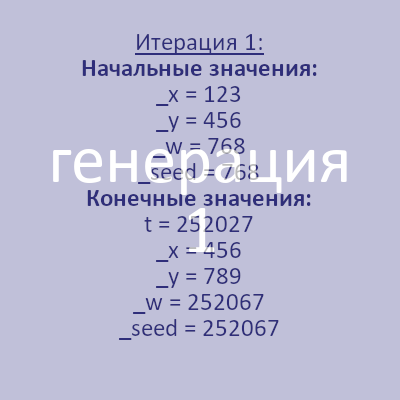 Итерация 1:
Начальные значения:
_x = 123
_y = 456
_w = 768
_seed = 768
генерация
1
Конечные значения:
t = 252027
_x = 456
_y = 789
_w = 252067
_seed = 252067